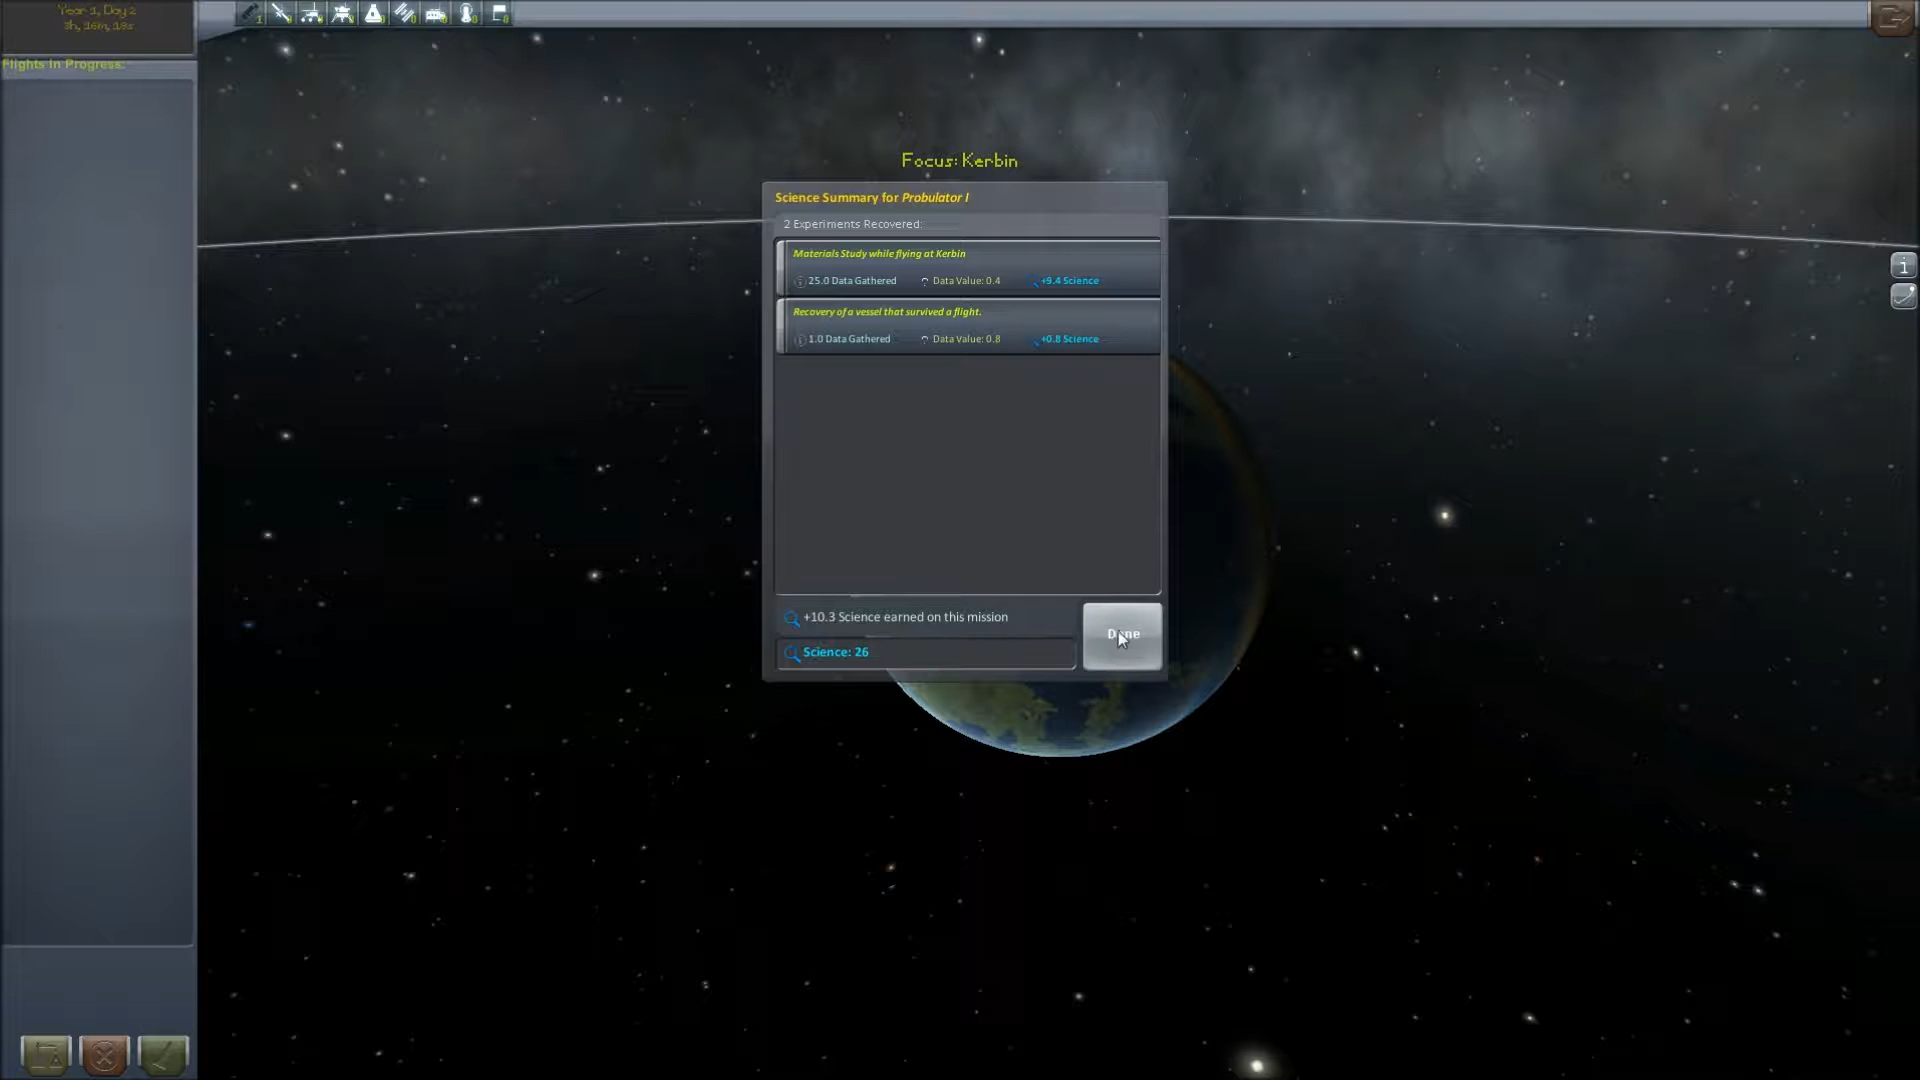 Year 1, Day 2
3h, 16m, 18s
Flights In Progress:
Focus: Kerbin
Science Summary for Probulator I
2 Experiments Recovered:
Materials Study while flying at Kerbin
25.0 Data Gathered Data Value: 0.4 +9.4 Science
Recovery of a vessel that survived a flight.
1.0 Data Gathered Data Value: 0.8 +0.8 Science
+10.3 Science earned on this mission
Done
Science: 26